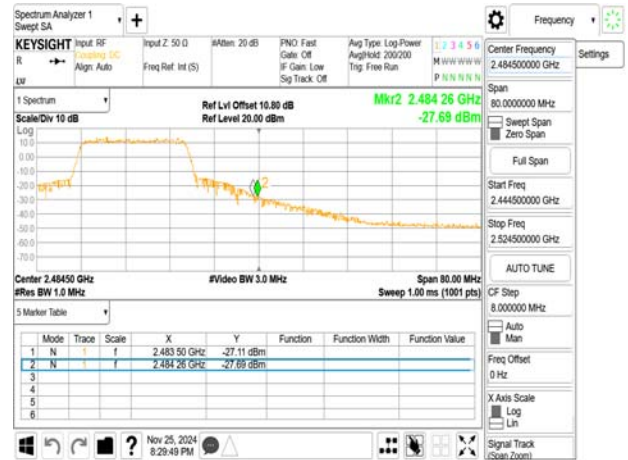 Spectrum Analyzer 1
Swept SA
Frequency
KEYSIGHT
Input: RF
Coupling: DC
Align: Auto
Input Z: 50 Ω
Freq Ref: Int (S)
#Atten: 20 dB
PNO: Fast
Gate: Off
IF Gain: Low
Sig Track: Off
Avg Type: Log-Power
Avg|Hold: 200/200
Trig: Free Run
1 2 3 4 5 6
M W W W W W
P N N N N N
R
LXI
Center Frequency
2.484500000 GHz
Settings
Span
80.0000000 MHz
Swept Span
Zero Span
Full Span
Start Freq
2.444500000 GHz
Stop Freq
2.524500000 GHz
AUTO TUNE
CF Step
8.000000 MHz
Auto
Man
Freq Offset
0 Hz
X Axis Scale
Log
Lin
Signal Track
(Span Zoom)
1 Spectrum
Scale/Div 10 dB
Ref Lvl Offset 10.80 dB
Ref Level 20.00 dBm
Mkr2 2.484 26 GHz
-27.69 dBm
Log
10.0
0.00
-10.0
-20.0
-30.0
-40.0
-50.0
-60.0
-70.0
2
Center 2.48450 GHz
#Video BW 3.0 MHz
Span 80.00 MHz
#Res BW 1.0 MHz
Sweep 1.00 ms (1001 pts)
5 Marker Table
Mode Trace Scale X Y Function Function Width Function Value
1 N 1 f 2.483 50 GHz -27.11 dBm
2 N 1 f 2.484 26 GHz -27.69 dBm
3
4
5
6
Nov 25, 2024
8:29:49 PM